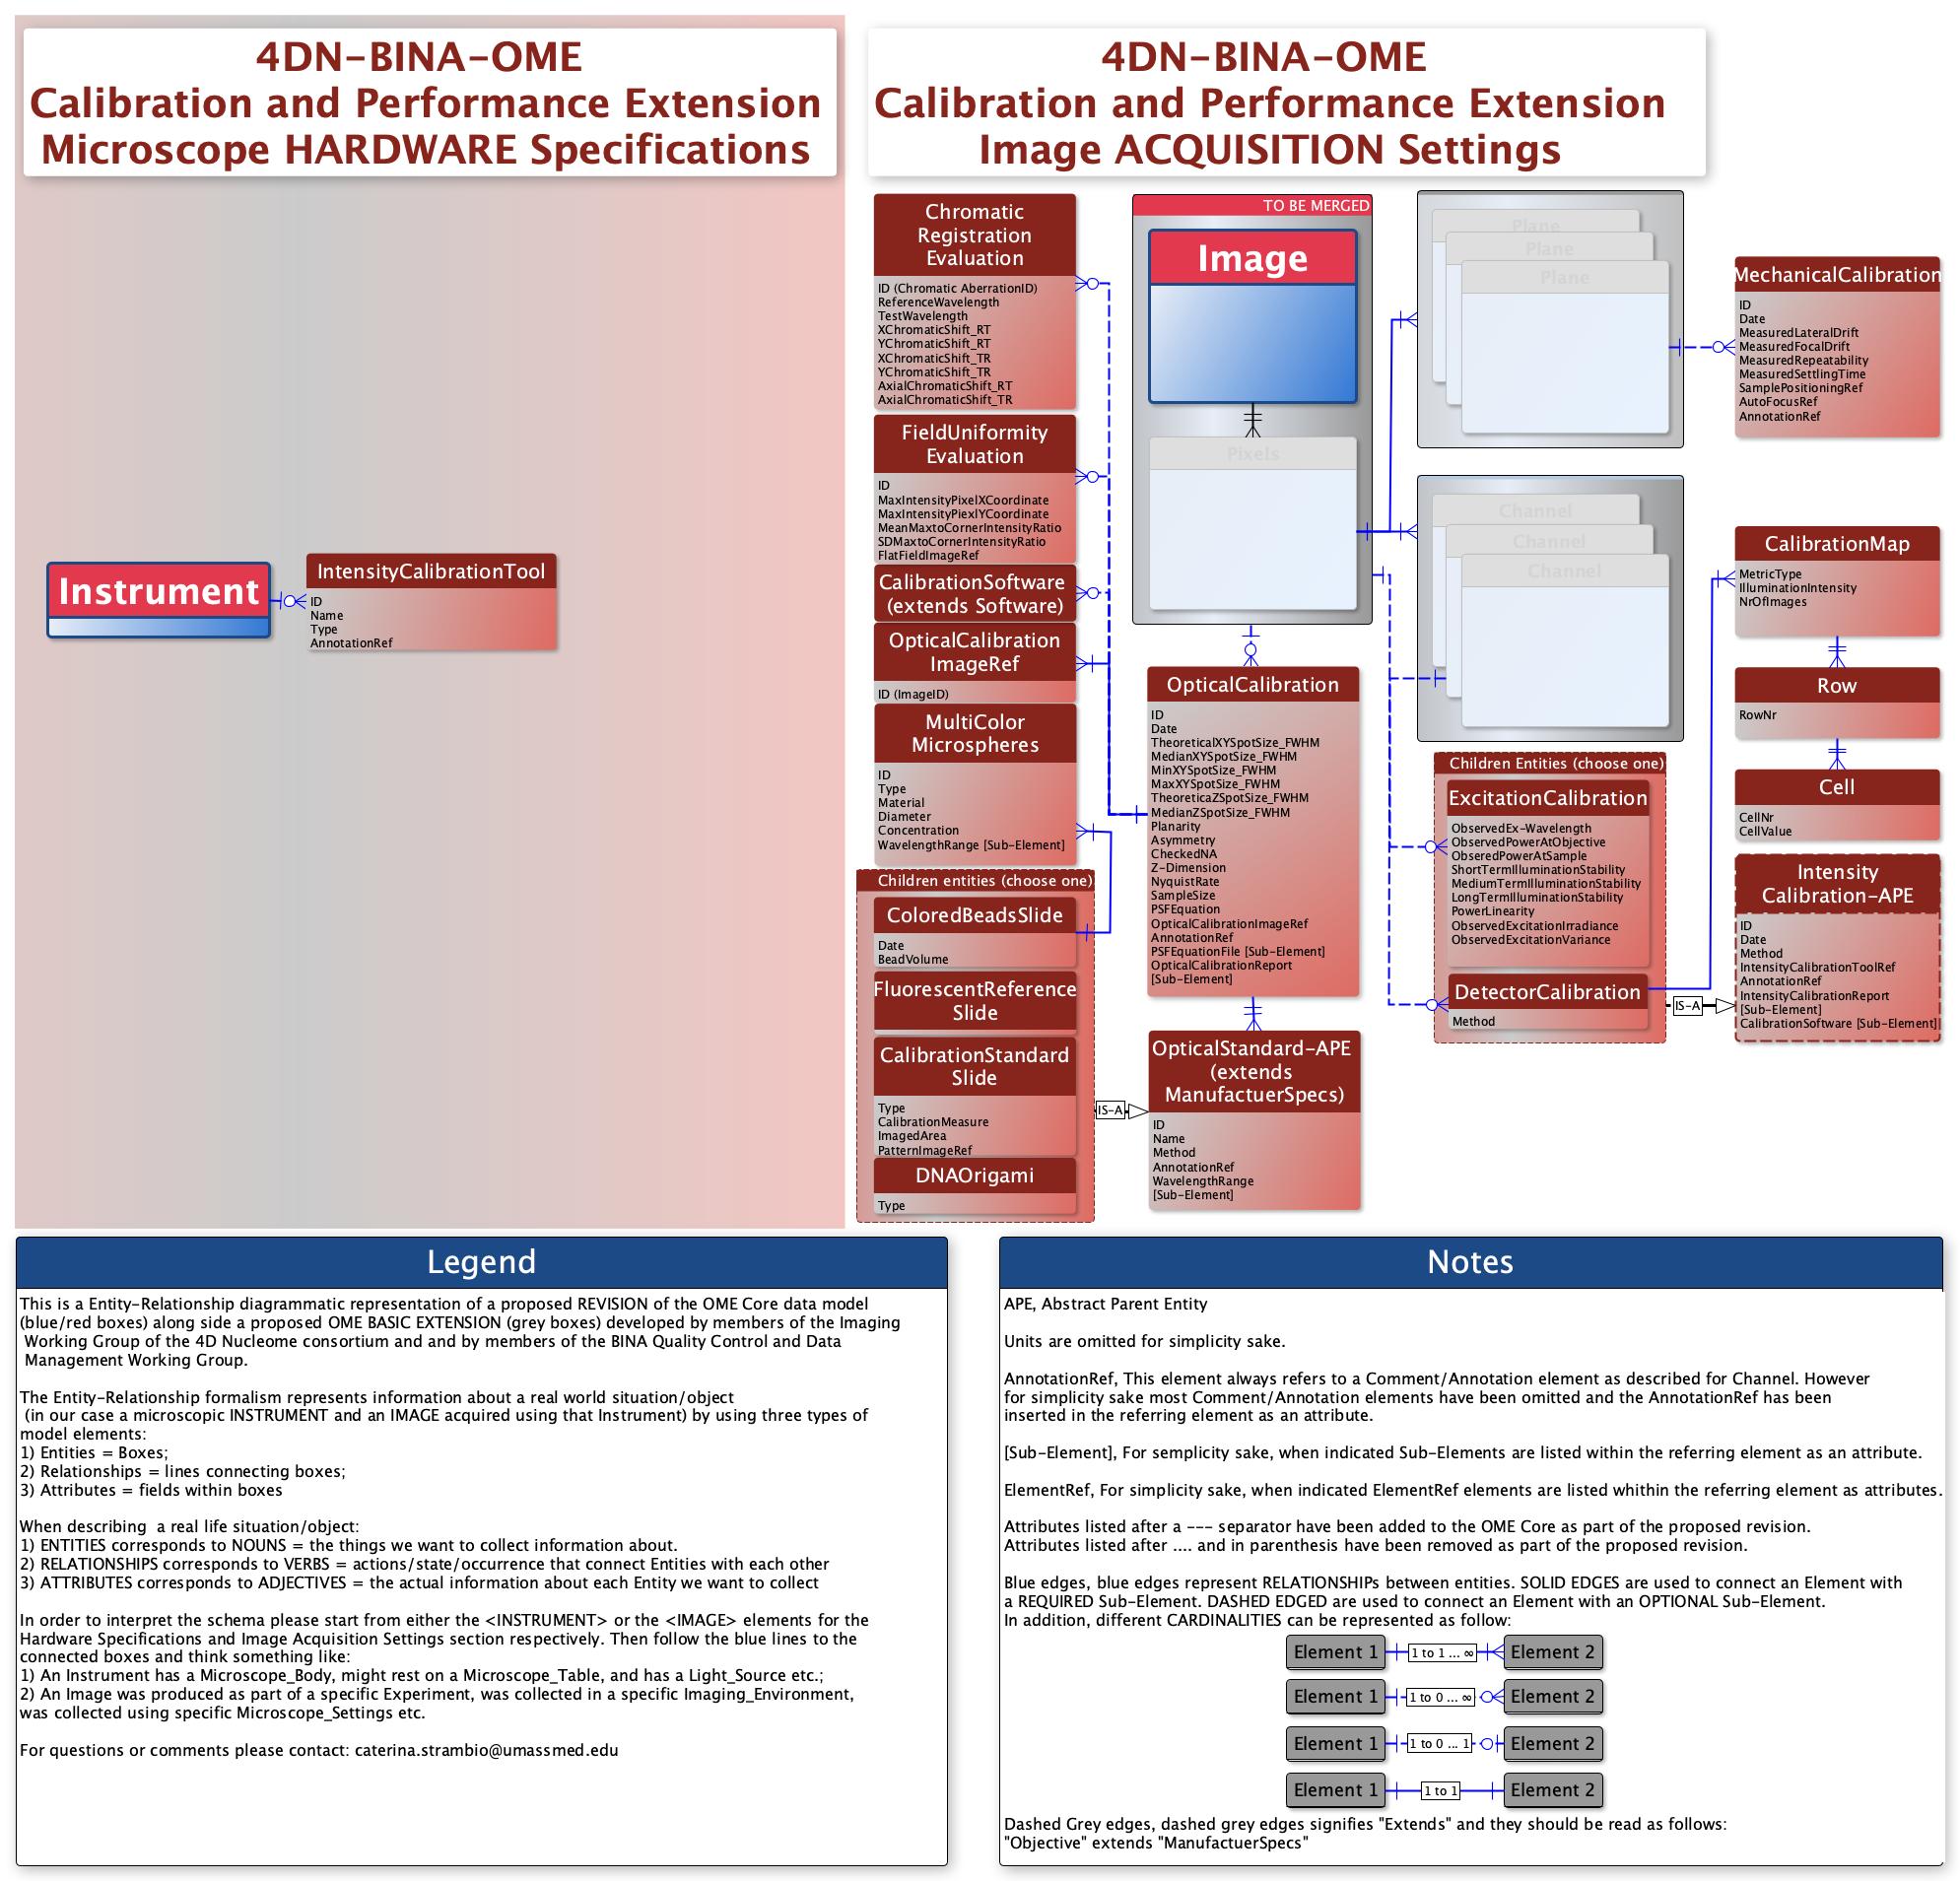 4DN-BINA-OME
Calibration and Performance Extension
Microscope HARDWARE Specifications
Instrument
IntensityCalibrationTool
ID
Name
Type
AnnotationRef
4DN-BINA-OME
Calibration and Performance Extension
Image ACQUISITION Settings
Chromatic
Registration
Evaluation
ID (Chromatic AberrationID)
ReferenceWavelength
TestWavelength
XChromaticShift_RT
YChromaticShift_RT
XChromaticShift_TR
YChromaticShift_TR
AxialChromaticShift_RT
AxialChromaticShift_TR
FieldUniformity
Evaluation
ID
MaxIntensityPixelXCoordinate
MaxIntensityPiexlYCoordinate
MeanMaxtoCornerIntensityRatio
SDMaxtoCornerIntensityRatio
FlatFieldImageRef
CalibrationSoftware
(extends Software)
OpticalCalibration
ImageRef
ID (ImageID)
MultiColor
Microspheres
ID
Type
Material
Diameter
Concentration
WavelengthRange [Sub-Element]
Children entities (choose one)
ColoredBeadsSlide
Date
BeadVolume
FluorescentReference
Slide
CalibrationStandard
Slide
Type
CalibrationMeasure
ImagedArea
PatternImageRef
DNAOrigami
Type
IS-A
TO BE MERGED
Image
Pixels
OpticalCalibration
ID
Date
TheoreticalXYSpotSize_FWHM
MedianXYSpotSize_FWHM
MinXYSpotSize_FWHM
MaxXYSpotSize_FWHM
TheoreticaZSpotSize_FWHM
MedianZSpotSize_FWHM
Planarity
Asymmetry
CheckedNA
Z-Dimension
NyquistRate
SampleSize
PSFEquation
OpticalCalibrationImageRef
AnnotationRef
PSFEquationFile [Sub-Element]
OpticalCalibrationReport
[Sub-Element]
OpticalStandard-APE
(extends
ManufactuerSpecs)
ID
Name
Method
AnnotationRef
WavelengthRange
[Sub-Element]
Plane
Plane
Plane
Channel
Channel
Channel
Children Entities (choose one)
ExcitationCalibration
ObservedEx-Wavelength
ObservedPowerAtObjective
ObseredPowerAtSample
ShortTermIlluminationStability
MediumTermIlluminationStability
LongTermIlluminationStability
PowerLinearity
ObservedExcitationIrradiance
ObservedExcitationVariance
DetectorCalibration
Method
IS-A
MechanicalCalibration
ID
Date
MeasuredLateralDrift
MeasuredFocalDrift
MeasuredRepeatability
MeasuredSettlingTime
SamplePositioningRef
AutoFocusRef
AnnotationRef
CalibrationMap
MetricType
IlluminationIntensity
NrOfImages
Row
RowNr
Cell
CellNr
CellValue
Intensity
Calibration-APE
ID
Date
Method
IntensityCalibrationToolRef
AnnotationRef
IntensityCalibrationReport
[Sub-Element]
CalibrationSoftware [Sub-Element]
Legend
This is a Entity-Relationship diagrammatic representation of a proposed REVISION of the OME Core data model
(blue/red boxes) along side a proposed OME BASIC EXTENSION (grey boxes) developed by members of the Imaging
Working Group of the 4D Nucleome consortium and and by members of the BINA Quality Control and Data
Management Working Group.
The Entity-Relationship formalism represents information about a real world situation/object
(in our case a microscopic INSTRUMENT and an IMAGE acquired using that Instrument) by using three types of
model elements:
1) Entities = Boxes;
2) Relationships = lines connecting boxes;
3) Attributes = fields within boxes
When describing a real life situation/object:
1) ENTITIES corresponds to NOUNS = the things we want to collect information about.
2) RELATIONSHIPS corresponds to VERBS = actions/state/occurrence that connect Entities with each other
3) ATTRIBUTES corresponds to ADJECTIVES = the actual information about each Entity we want to collect
In order to interpret the schema please start from either the <INSTRUMENT> or the <IMAGE> elements for the
Hardware Specifications and Image Acquisition Settings section respectively. Then follow the blue lines to the
connected boxes and think something like:
1) An Instrument has a Microscope_Body, might rest on a Microscope_Table, and has a Light_Source etc.;
2) An Image was produced as part of a specific Experiment, was collected in a specific Imaging_Environment,
was collected using specific Microscope_Settings etc.
For questions or comments please contact: caterina.strambio@umassmed.edu
Notes
APE, Abstract Parent Entity
Units are omitted for simplicity sake.
AnnotationRef, This element always refers to a Comment/Annotation element as described for Channel. However
for simplicity sake most Comment/Annotation elements have been omitted and the AnnotationRef has been
inserted in the referring element as an attribute.
[Sub-Element], For semplicity sake, when indicated Sub-Elements are listed within the referring element as an attribute.
ElementRef, For simplicity sake, when indicated ElementRef elements are listed whithin the referring element as attributes.
Attributes listed after a --- separator have been added to the OME Core as part of the proposed revision.
Attributes listed after .... and in parenthesis have been removed as part of the proposed revision.
Blue edges, blue edges represent RELATIONSHIPs between entities. SOLID EDGES are used to connect an Element with
a REQUIRED Sub-Element. DASHED EDGED are used to connect an Element with an OPTIONAL Sub-Element.
In addition, different CARDINALITIES can be represented as follow:
Element 1 1 to 1 ... ∞ Element 2
Element 1 1 to 0 ... ∞ Element 2
Element 1 1 to 0 ... 1 Element 2
Element 1 1 to 1 Element 2
Dashed Grey edges, dashed grey edges signifies "Extends" and they should be read as follows:
"Objective" extends "ManufactuerSpecs"